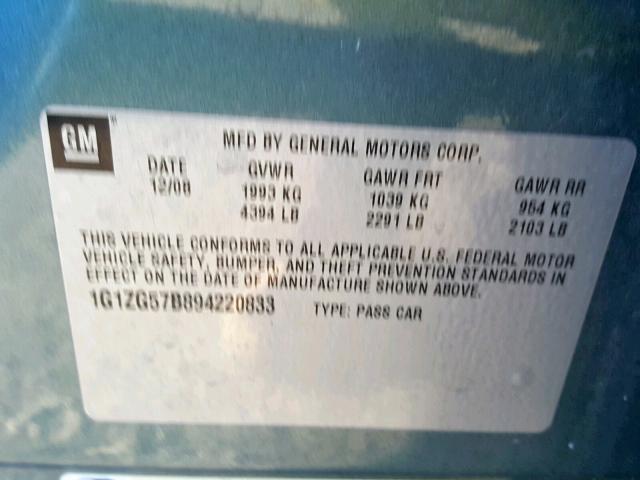 GM
MFD BY GENERAL MOTORS CORP.
DATE GVWR GAWR FRT GAWR RR
12/08 1993 KG 1039 KG 954 KG
4394 LB 2291 LB 2103 LB
THIS VEHICLE CONFORMS TO ALL APPLICABLE U.S. FEDERAL MOTOR
VEHICLE SAFETY, BUMPER, AND THEFT PREVENTION STANDARDS IN
EFFECT ON THE DATE OF MANUFACTURE SHOWN ABOVE.
1G1ZG57B894220833 TYPE: PASS CAR